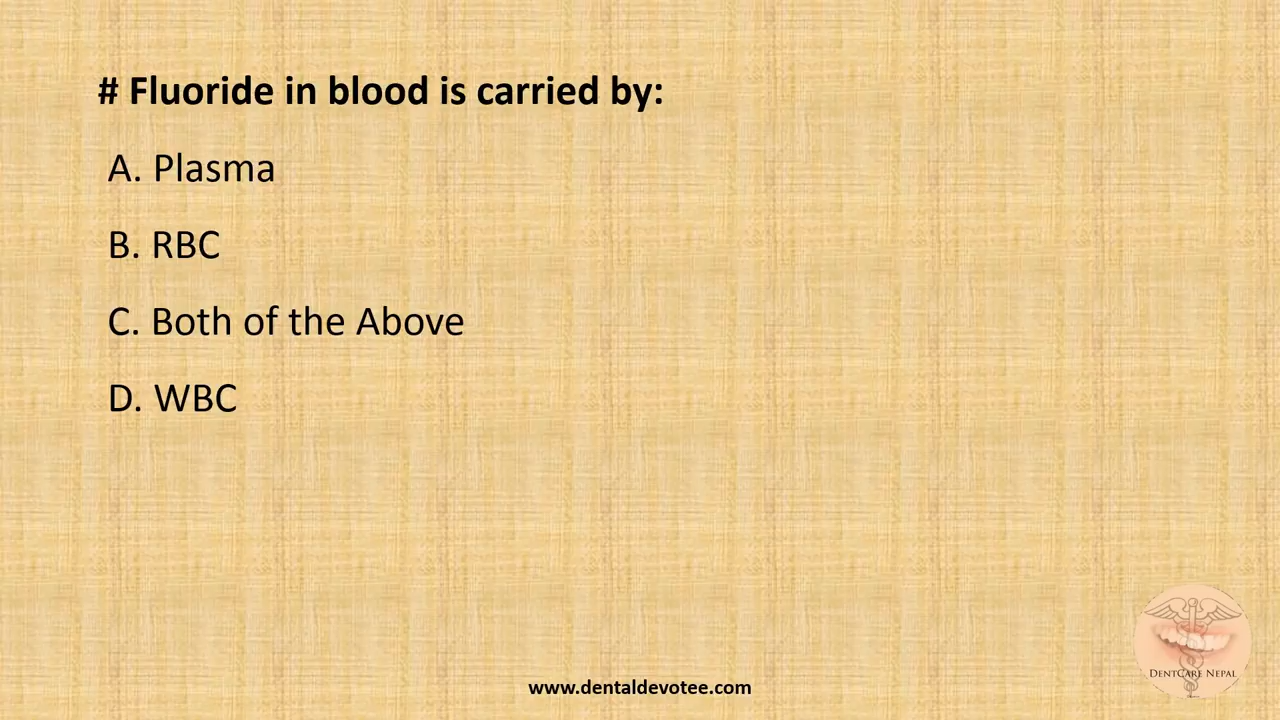 # Fluoride in blood is carried by:
A. Plasma
B. RBC
C. Both of the Above
D. WBC
DENTCARE NEPAL
www.dentaldevotee.com